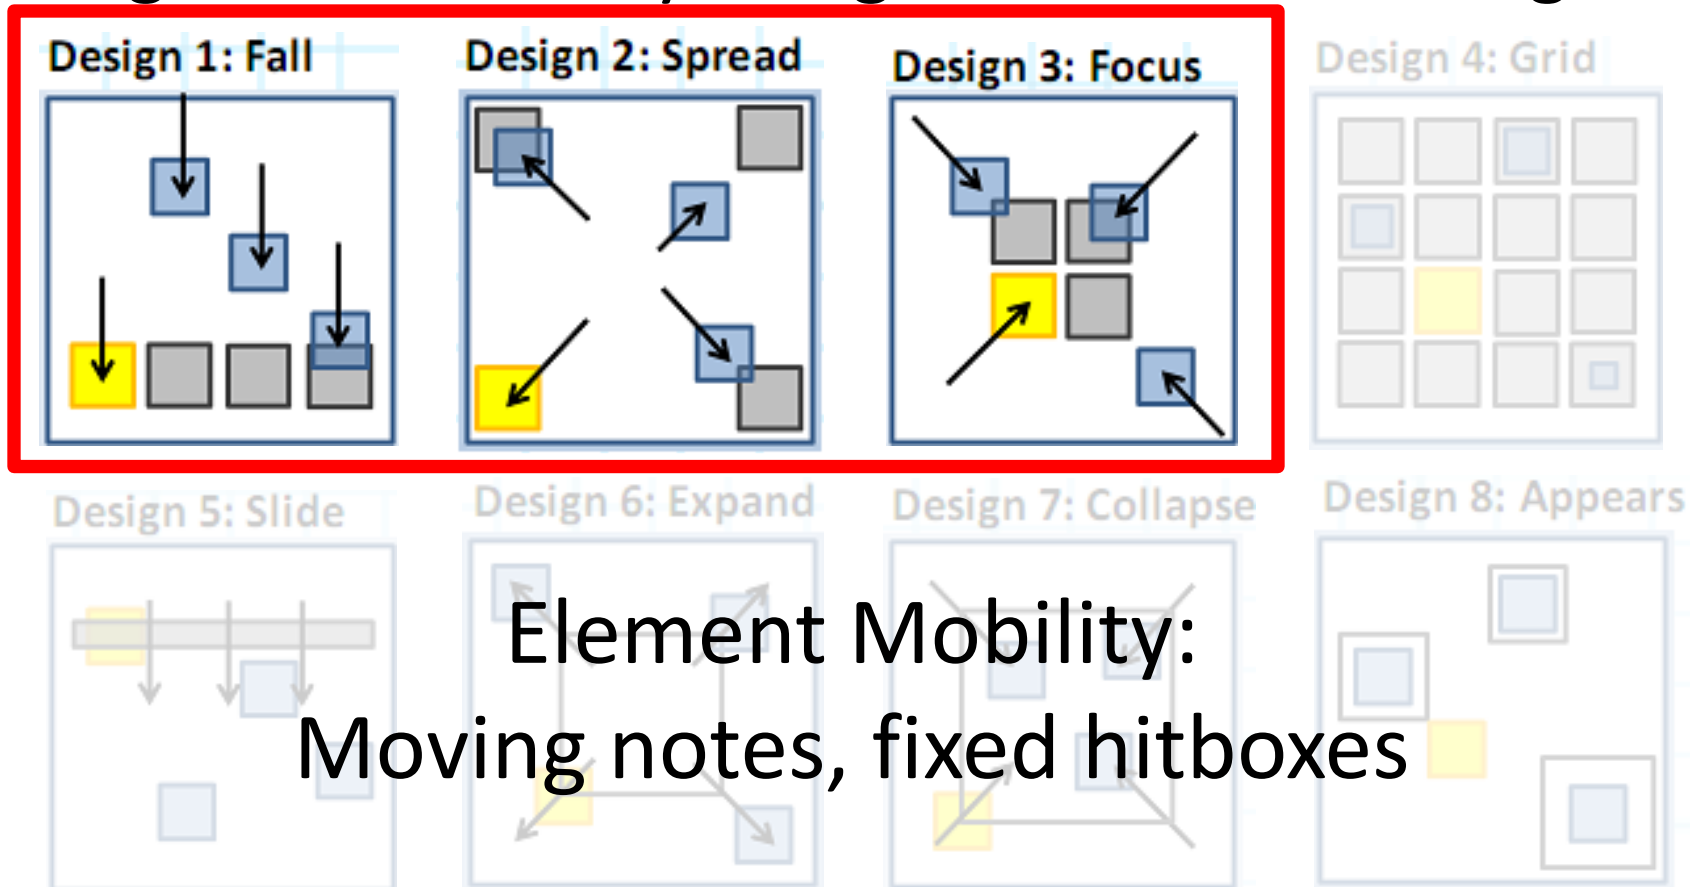 Design 1: Fall
Design 2: Spread
Design 3: Focus
Design 4: Grid
Design 5: Slide
Design 6: Expand
Design 7: Collapse
Design 8: Appears
Element Mobility:
Moving notes, fixed hitboxes